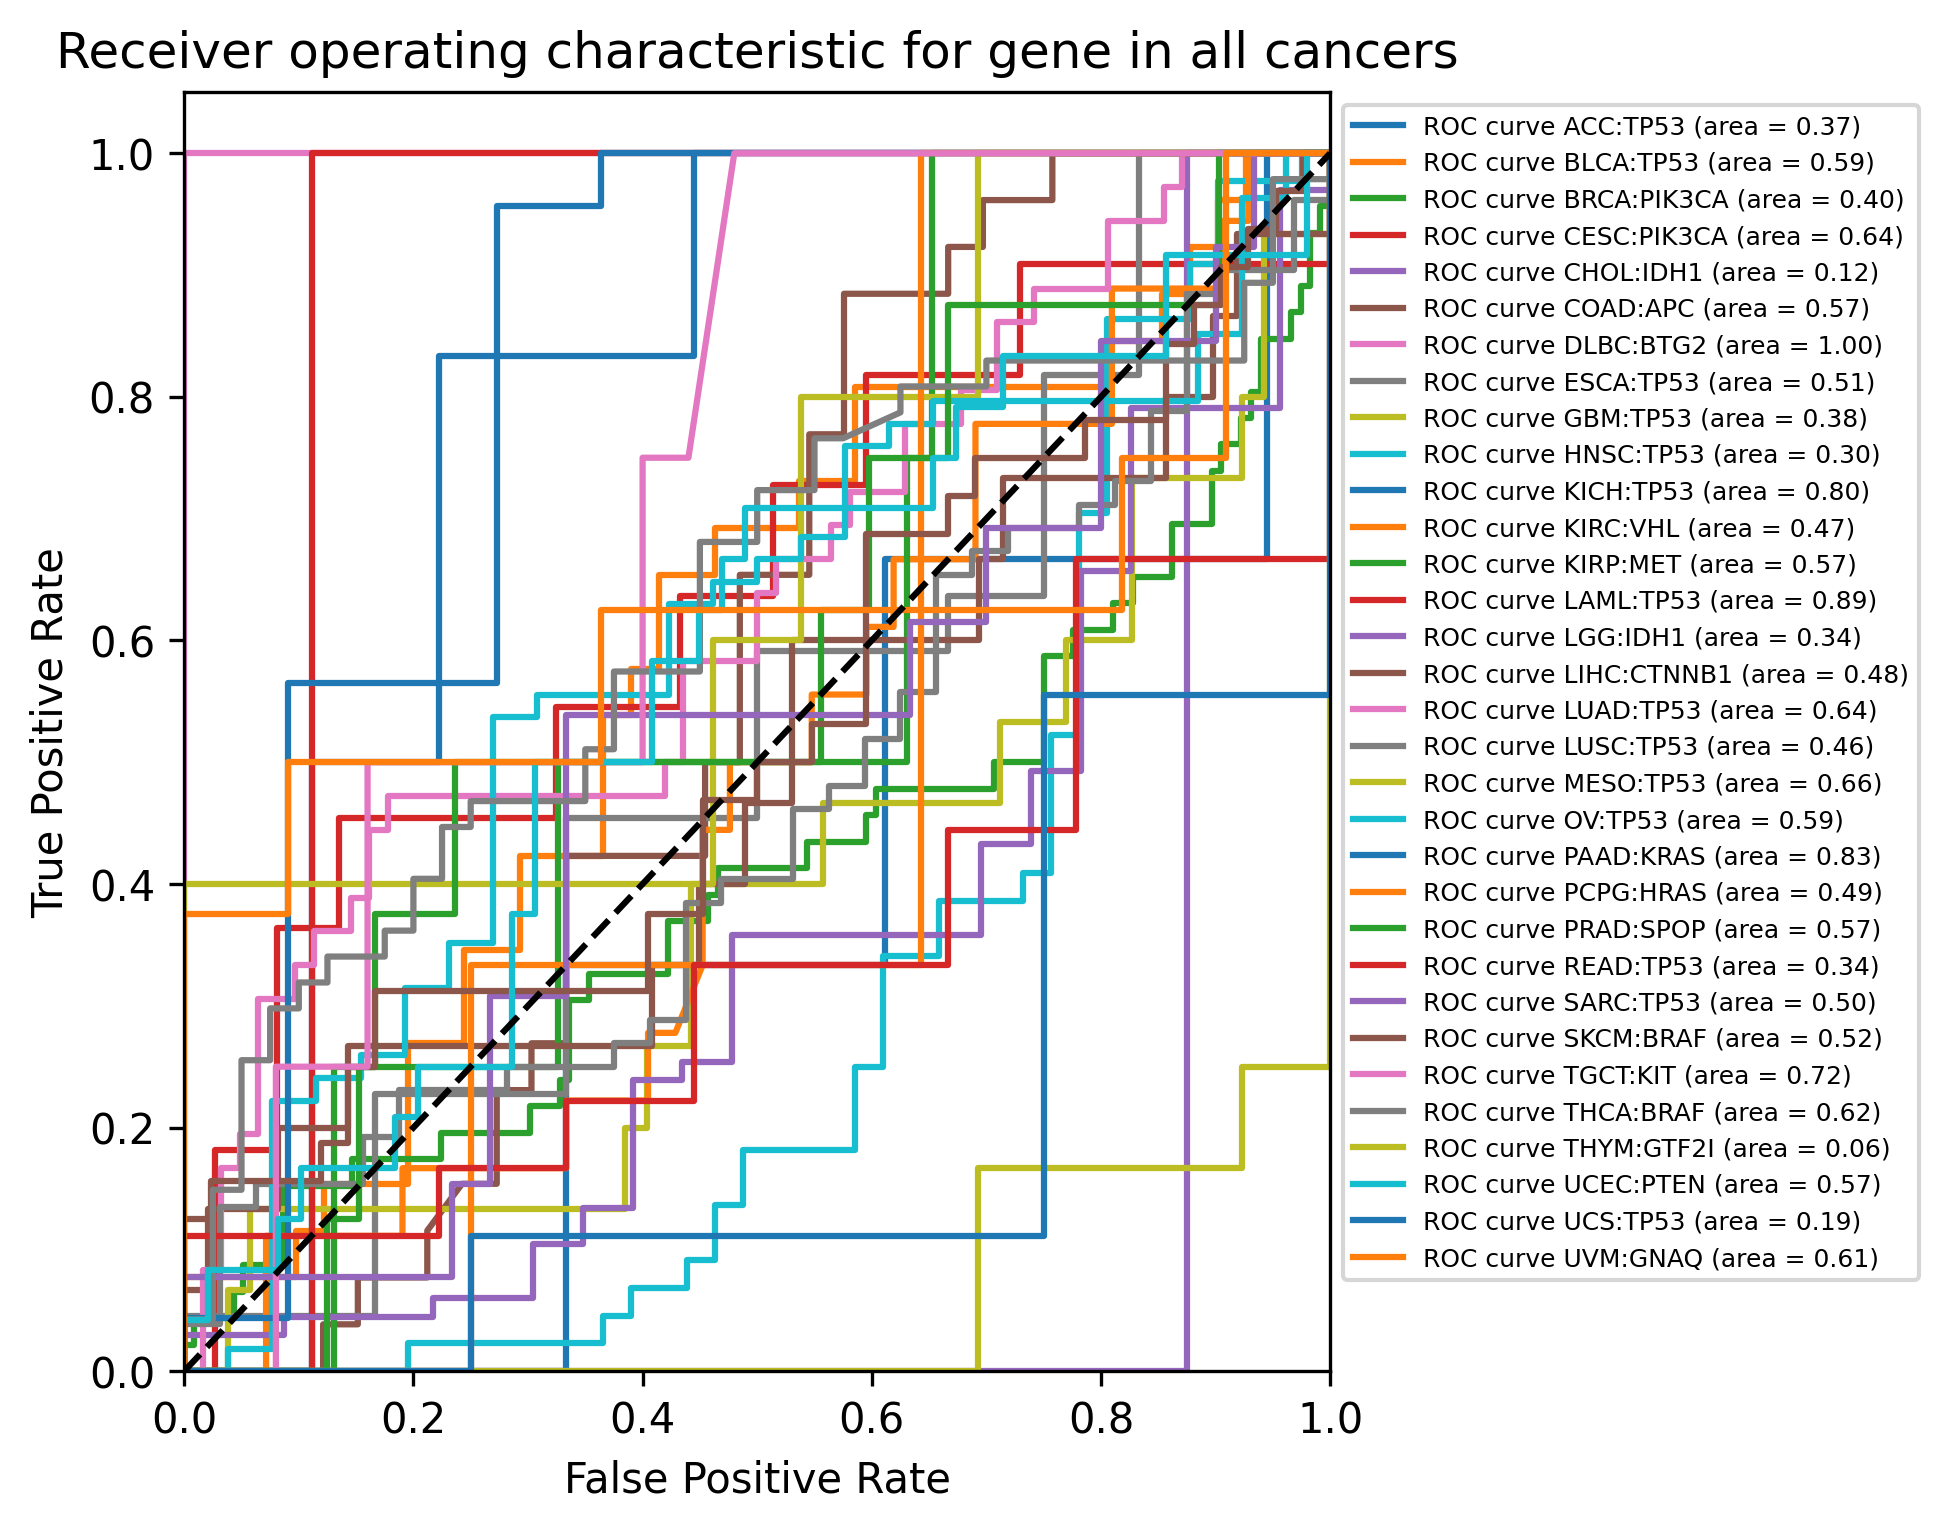 Receiver operating characteristic for gene in all cancers
True Positive Rate
1.0
0.8
0.6
0.4
0.2
0.0
0.0 0.2 0.4 0.6 0.8 1.0
False Positive Rate
ROC curve ACC:TP53 (area = 0.37)
ROC curve BLCA:TP53 (area = 0.59)
ROC curve BRCA:PIK3CA (area = 0.40)
ROC curve CESC:PIK3CA (area = 0.64)
ROC curve CHOL:IDH1 (area = 0.12)
ROC curve COAD:APC (area = 0.57)
ROC curve DLBC:BTG2 (area = 1.00)
ROC curve ESCA:TP53 (area = 0.51)
ROC curve GBM:TP53 (area = 0.38)
ROC curve HNSC:TP53 (area = 0.30)
ROC curve KICH:TP53 (area = 0.80)
ROC curve KIRC:VHL (area = 0.47)
ROC curve KIRP:MET (area = 0.57)
ROC curve LAML:TP53 (area = 0.89)
ROC curve LGG:IDH1 (area = 0.34)
ROC curve LIHC:CTNNB1 (area = 0.48)
ROC curve LUAD:TP53 (area = 0.64)
ROC curve LUSC:TP53 (area = 0.46)
ROC curve MESO:TP53 (area = 0.66)
ROC curve OV:TP53 (area = 0.59)
ROC curve PAAD:KRAS (area = 0.83)
ROC curve PCPG:HRAS (area = 0.49)
ROC curve PRAD:SPOP (area = 0.57)
ROC curve READ:TP53 (area = 0.34)
ROC curve SARC:TP53 (area = 0.50)
ROC curve SKCM:BRAF (area = 0.52)
ROC curve TGCT:KIT (area = 0.72)
ROC curve THCA:BRAF (area = 0.62)
ROC curve THYM:GTF2I (area = 0.06)
ROC curve UCEC:PTEN (area = 0.57)
ROC curve UCS:TP53 (area = 0.19)
ROC curve UVM:GNAQ (area = 0.61)